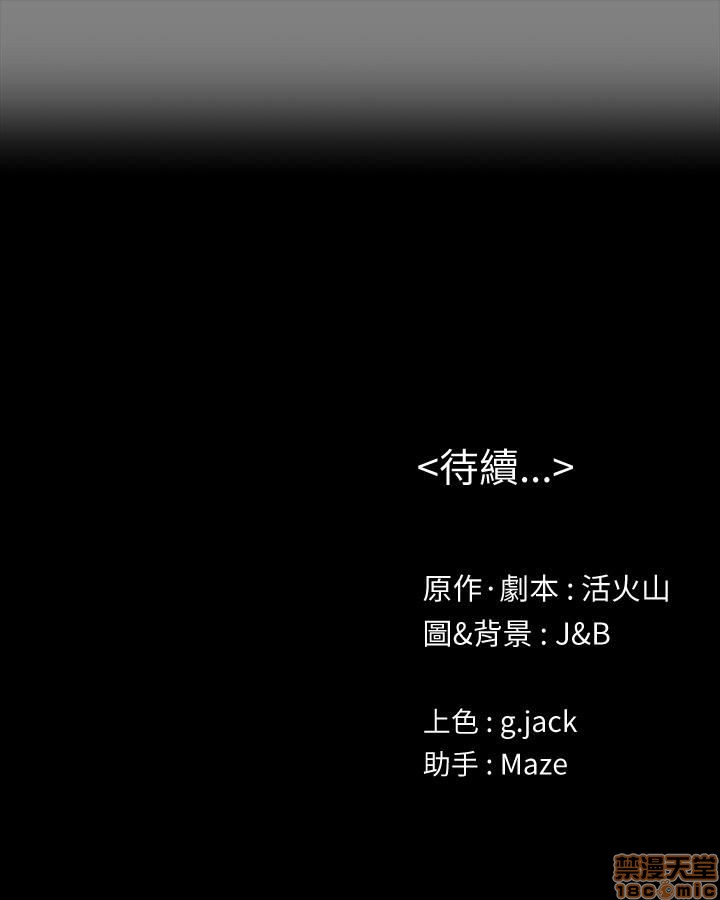 <待續...>
原作·劇本 : 活火山
圖&背景 : J&B
上色 : g.jack
助手 : Maze
禁漫天堂
18comic